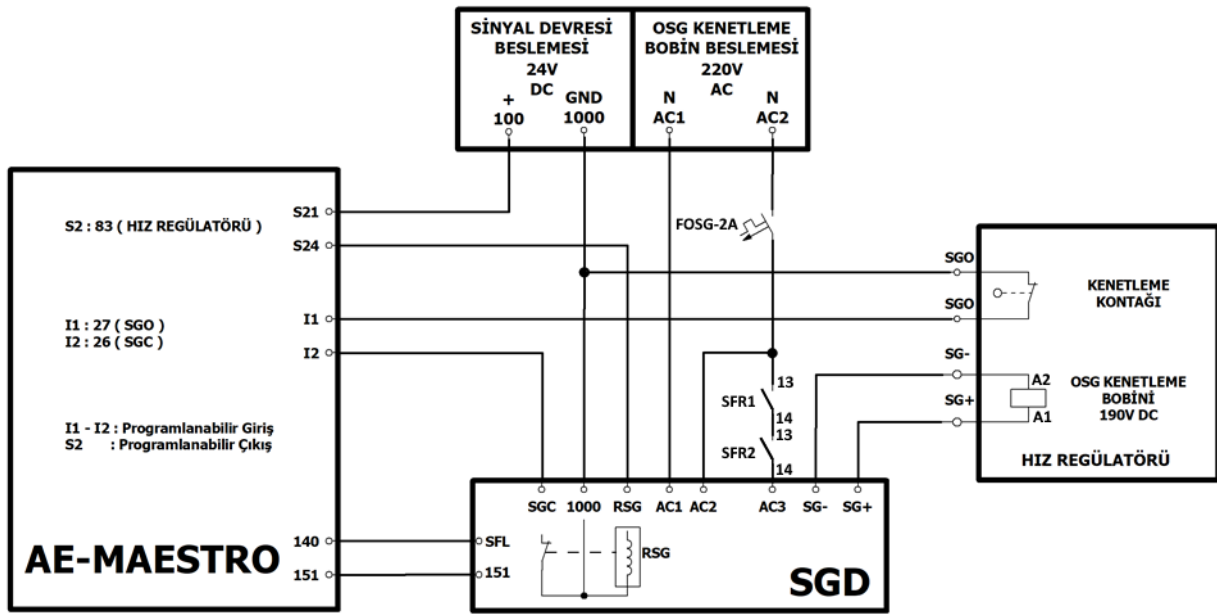 SİNYAL DEVRESİ
BESLEMESİ
24V
DC
+
100
GND
1000
OSG KENETLEME
BOBİN BESLEMESİ
220V
AC
N
AC1
N
AC2
S2 : 83 ( HIZ REGÜLATÖRÜ )
S21
S24
I1 : 27 ( SGO )
I2 : 26 ( SGC )
I1
I2
I1 - I2 : Programlanabilir Giriş
S2 : Programlanabilir Çıkış
AE-MAESTRO
140
151
FOSG-2A
SFR1
13
14
SFR2
13
14
SGO
SGO
SG-
SG+
KENETLEME
KONTAĞI
A2
A1
OSG KENETLEME
BOBİNİ
190V DC
HIZ REGÜLATÖRÜ
SGC
1000
RSG
AC1
AC2
AC3
SG-
SG+
SFL
151
RSG
SGD